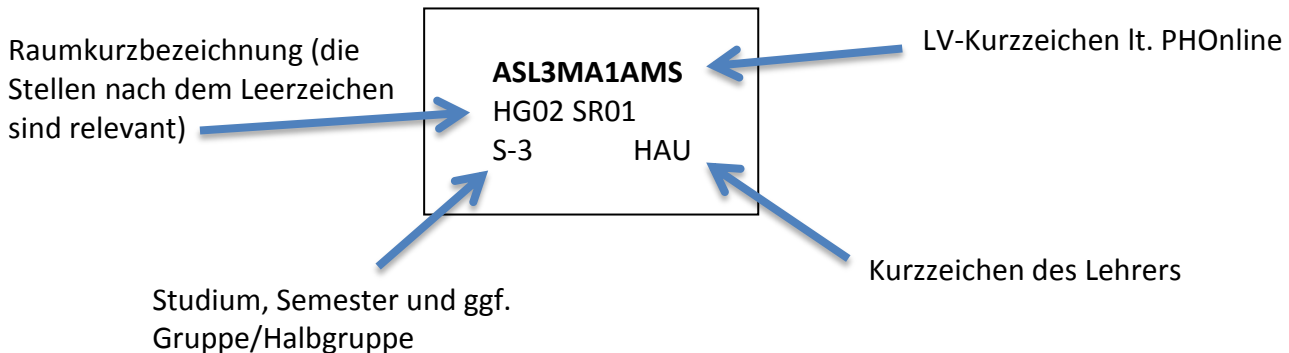 Raumkurzbezeichnung (die
Stellen nach dem Leerzeichen
sind relevant)
ASL3MA1AMS
HG02 SR01
S-3 HAU
LV-Kurzzeichen lt. PHOnline
Kurzzeichen des Lehrers
Studium, Semester und ggf.
Gruppe/Halbgruppe